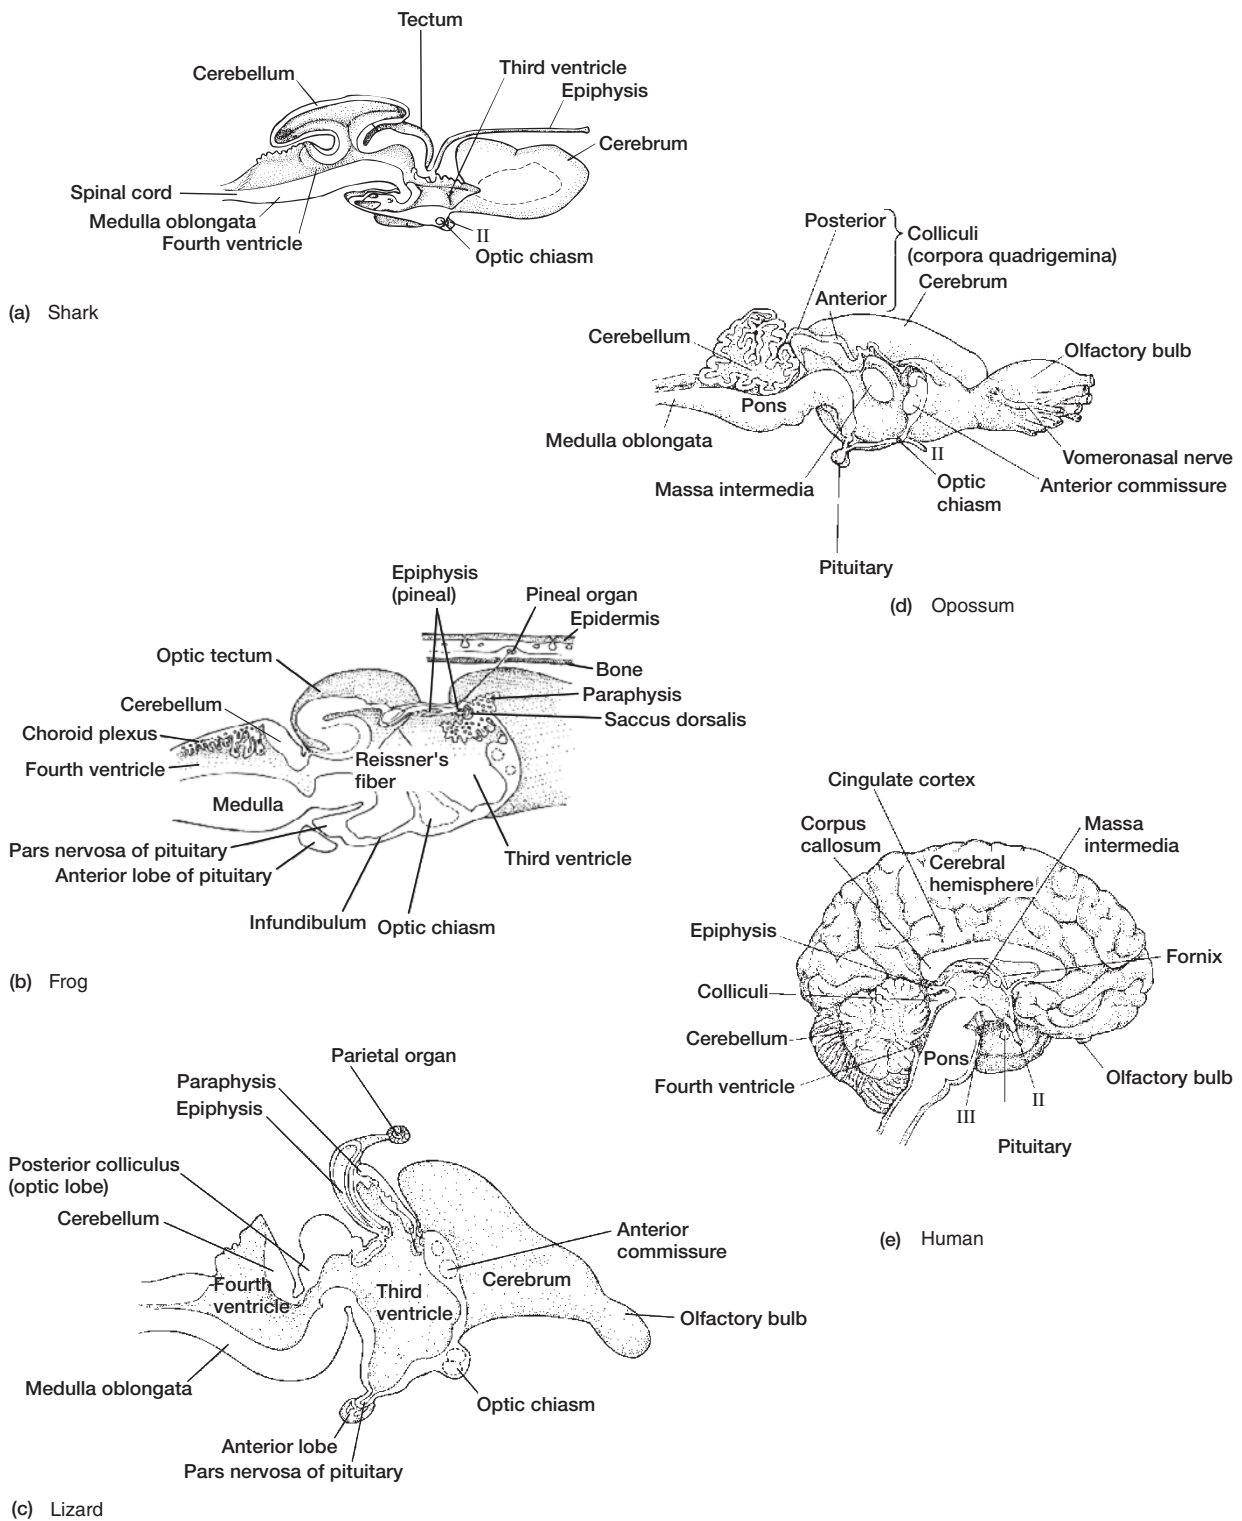 Tectum
Cerebellum
Third ventricle
Epiphysis
Cerebrum
Spinal cord
Medulla oblongata
Fourth ventricle
II
Optic chiasm
(a) Shark
Posterior
Colliculi
(corpora quadrigemina)
Anterior
Cerebrum
Cerebellum
Olfactory bulb
Pons
Medulla oblongata
II
Vomeronasal nerve
Massa intermedia
Optic
chiasm
Anterior commissure
Pituitary
(d) Opossum
Epiphysis
(pineal)
Pineal organ
Epidermis
Optic tectum
Bone
Paraphysis
Cerebellum
Saccus dorsalis
Choroid plexus
Reissner's
fiber
Fourth ventricle
Medulla
Pars nervosa of pituitary
Third ventricle
Anterior lobe of pituitary
Infundibulum
Optic chiasm
(b) Frog
Cingulate cortex
Corpus
callosum
Massa
intermedia
Cerebral
hemisphere
Epiphysis
Fornix
Colliculi
Cerebellum
Pons
Fourth ventricle
Olfactory bulb
III
II
Pituitary
(e) Human
Parietal organ
Paraphysis
Epiphysis
Posterior colliculus
(optic lobe)
Cerebellum
Anterior
commissure
Fourth
ventricle
Third
ventricle
Cerebrum
Olfactory bulb
Medulla oblongata
Optic chiasm
Anterior lobe
Pars nervosa of pituitary
(c) Lizard